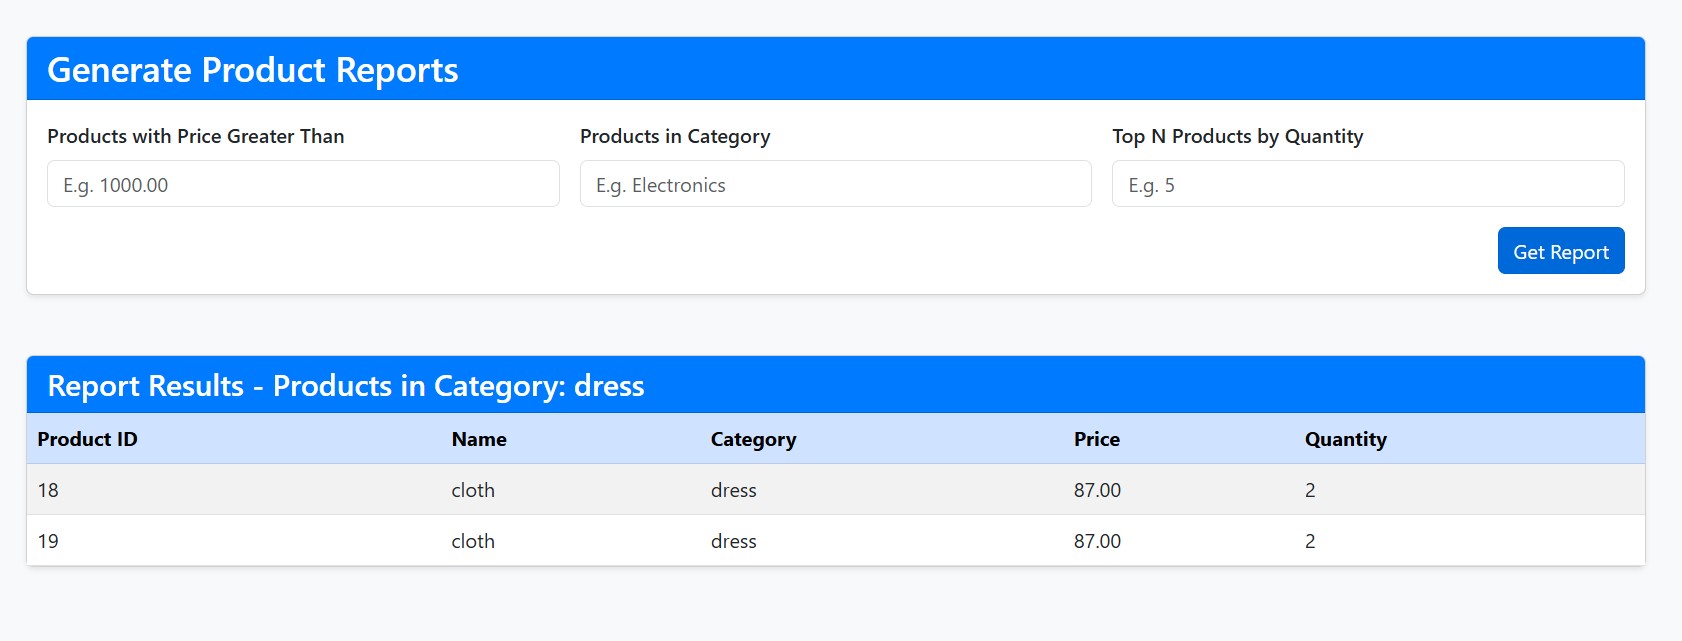 Generate Product Reports
Products with Price Greater Than Products in Category Top N Products by Quantity
E.g. 1000.00 E.g. Electronics E.g. 5
Get Report
Report Results - Products in Category: dress
Product ID Name Category Price Quantity
18 cloth dress 87.00 2
19 cloth dress 87.00 2